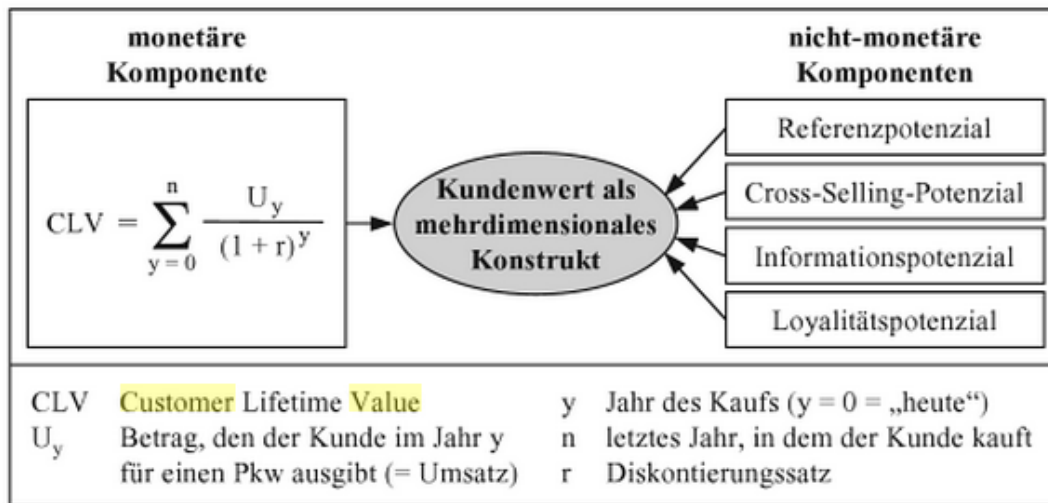 monetäre
Komponente
CLV = n ∑ y = 0 U_y / (1 + r)^y
Kundenwert als
mehrdimensionales
Konstrukt
nicht-monetäre
Komponenten
Referenzpotenzial
Cross-Selling-Potenzial
Informationspotenzial
Loyalitätspotenzial
CLV Customer Lifetime Value
U_y Betrag, den der Kunde im Jahr y
für einen Pkw ausgibt (= Umsatz)
y Jahr des Kaufs (y = 0 = „heute“)
n letztes Jahr, in dem der Kunde kauft
r Diskontierungssatz